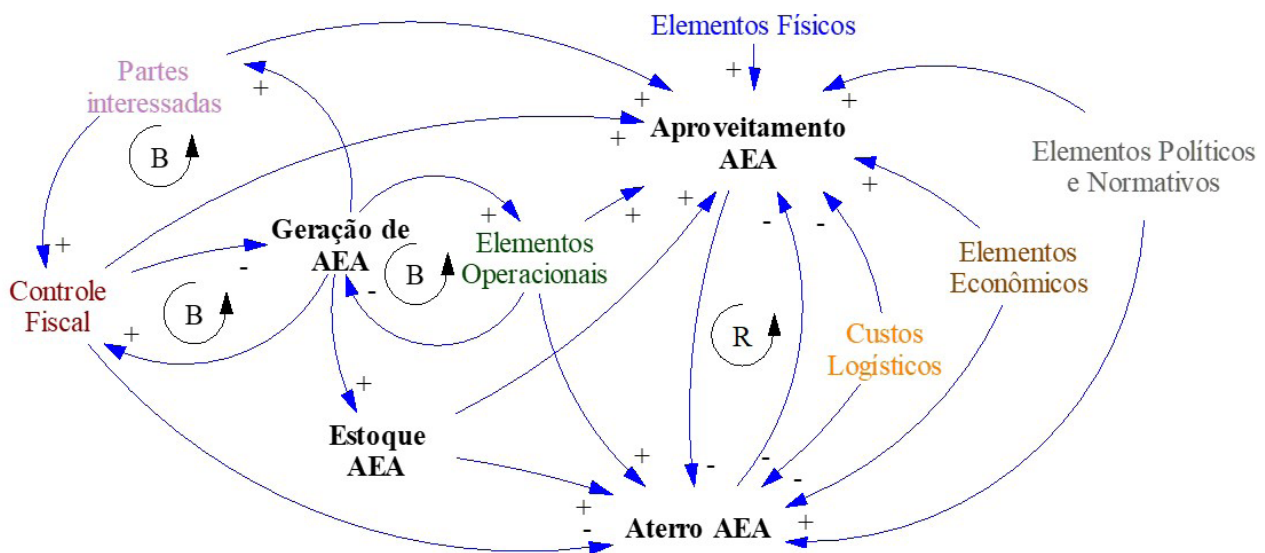 Elementos Físicos
Partes
interessadas
+
+
+
+
+
Aproveitamento
AEA
Elementos Políticos
e Normativos
B
+
+
+
+
+
-
-
Geração de
AEA
Elementos
Operacionais
Elementos
Econômicos
+
-
B
-
Controle
Fiscal
B
+
R
Custos
Logísticos
+
Estoque
AEA
+
-
-
-
+
-
Aterro AEA
+